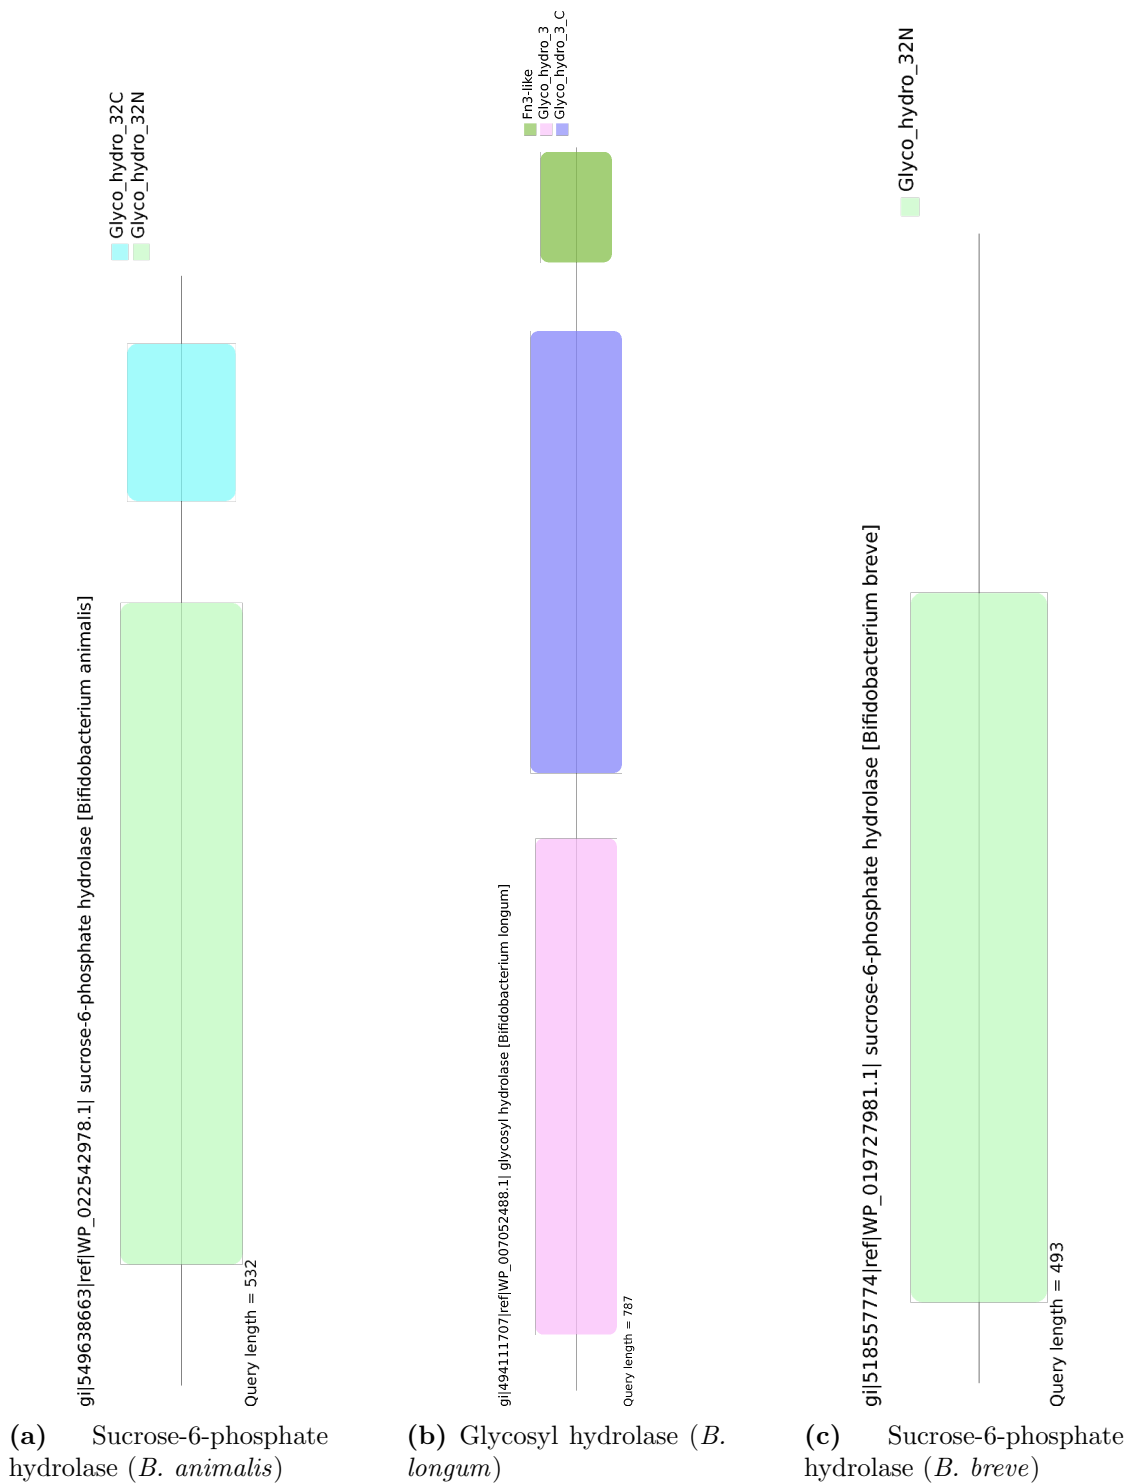 Glyco_hydro_32C
Glyco_hydro_32N
gi|549638663|ref|WP_022542978.1| sucrose-6-phosphate hydrolase [Bifidobacterium animalis]
Query length = 532
(a) Sucrose-6-phosphate
hydrolase (B. animalis)
Fn3-like
Glyco_hydro_3
Glyco_hydro_3_C
gi|494111707|ref|WP_007052488.1| glycosyl hydrolase [Bifidobacterium longum]
Query length = 787
(b) Glycosyl hydrolase (B.
longum)
Glyco_hydro_32N
gi|518557774|ref|WP_019727981.1| sucrose-6-phosphate hydrolase [Bifidobacterium breve]
Query length = 493
(c) Sucrose-6-phosphate
hydrolase (B. breve)